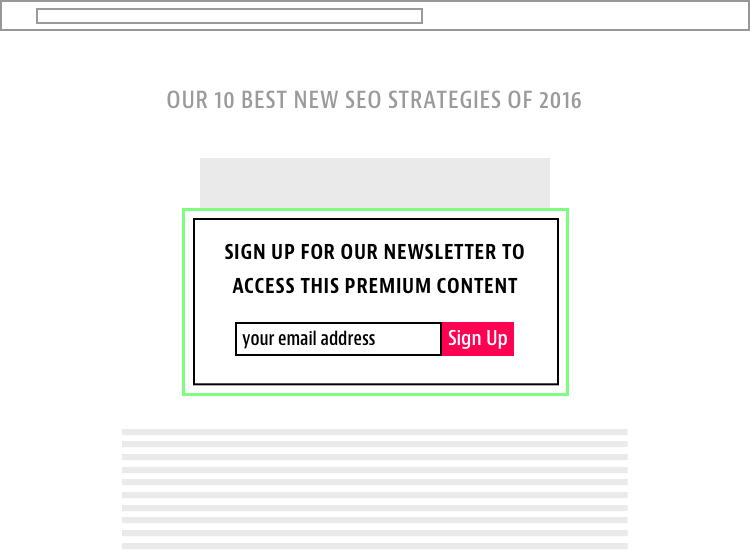 OUR 10 BEST NEW SEO STRATEGIES OF 2016
SIGN UP FOR OUR NEWSLETTER TO
ACCESS THIS PREMIUM CONTENT
your email address Sign Up